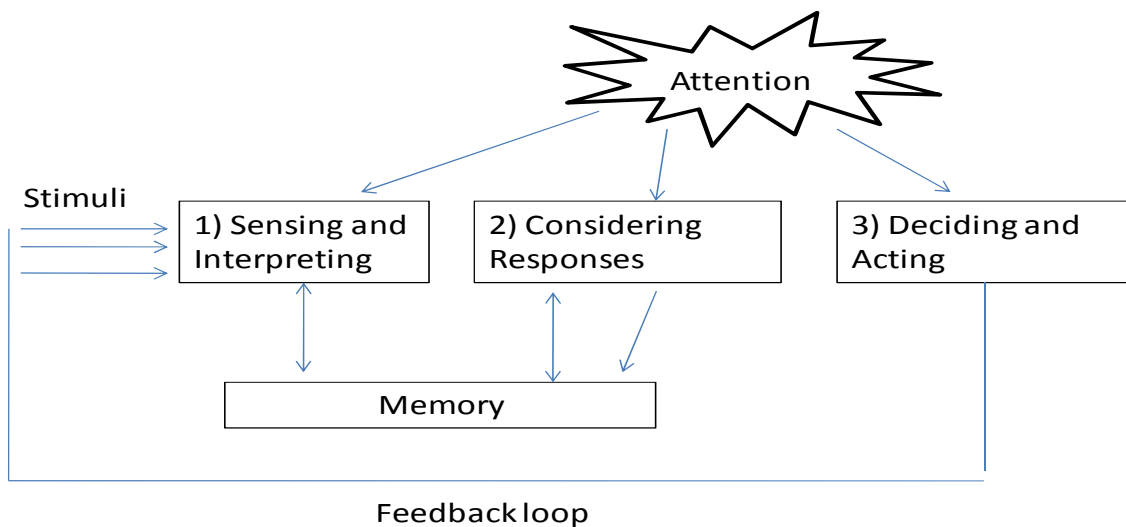 Attention
Stimuli
1) Sensing and
Interpreting
2) Considering
Responses
3) Deciding and
Acting
Memory
Feedback loop